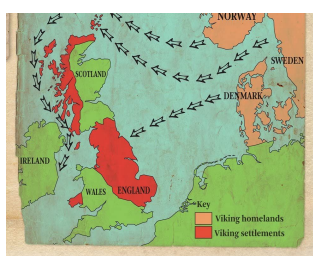 NORWAY
SWEDEN
SCOTLAND
DENMARK
IRELAND
WALES
ENGLAND
Key
Viking homelands
Viking settlements